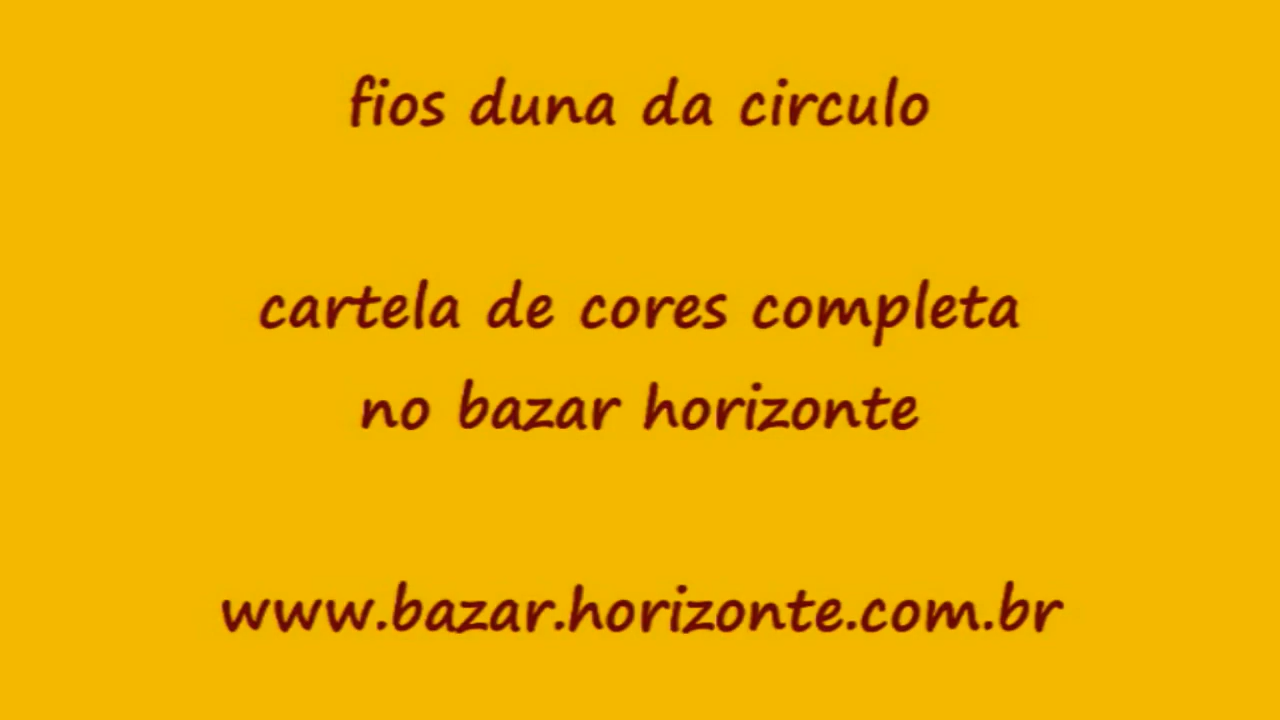 fios duna da circulo
cartela de cores completa
no bazar horizonte
www.bazar.horizonte.com.br